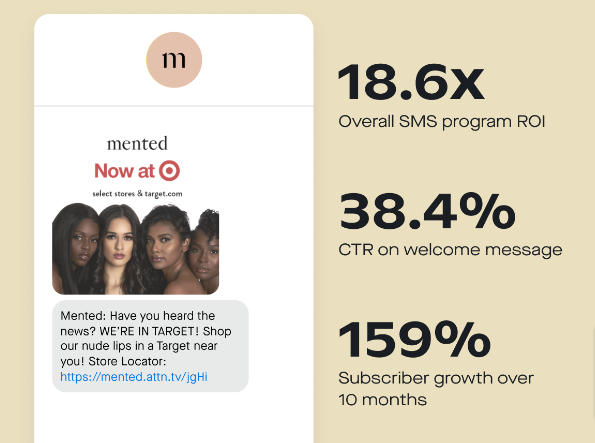 m
mented
Now at
select stores & target.com
Mented: Have you heard the
news? WE'RE IN TARGET! Shop
our nude lips in a Target near
you! Store Locator:
https://mented.attn.tv/jgHi
18.6x
Overall SMS program ROI
38.4%
CTR on welcome message
159%
Subscriber growth over
10 months